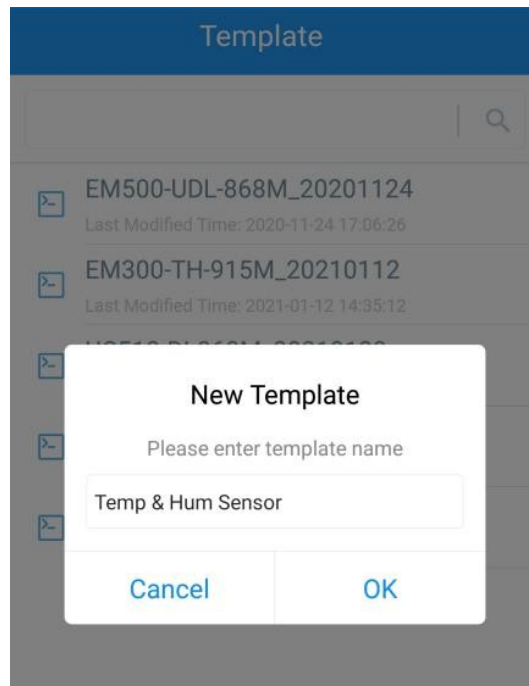 Template
EM500-UDL-868M_20201124
Last Modified Time: 2020-11-24 17:06:26
EM300-TH-915M_20210112
Last Modified Time: 2021-01-12 14:35:12
New Template
Please enter template name
Temp & Hum Sensor
Cancel OK